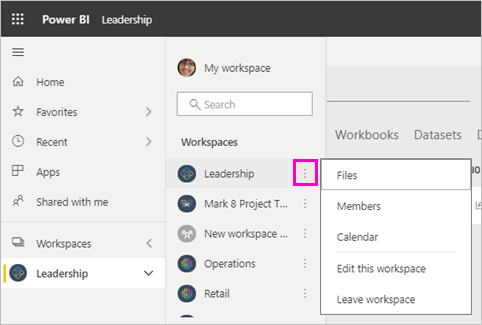 Power BI Leadership
Home
Favorites
Recent
Apps
Shared with me
Workspaces
Leadership
My workspace
Search
Workspaces
Leadership
Mark 8 Project T...
New workspace ...
Operations
Retail
Workbooks Datasets
Files
Members
Calendar
Edit this workspace
Leave workspace